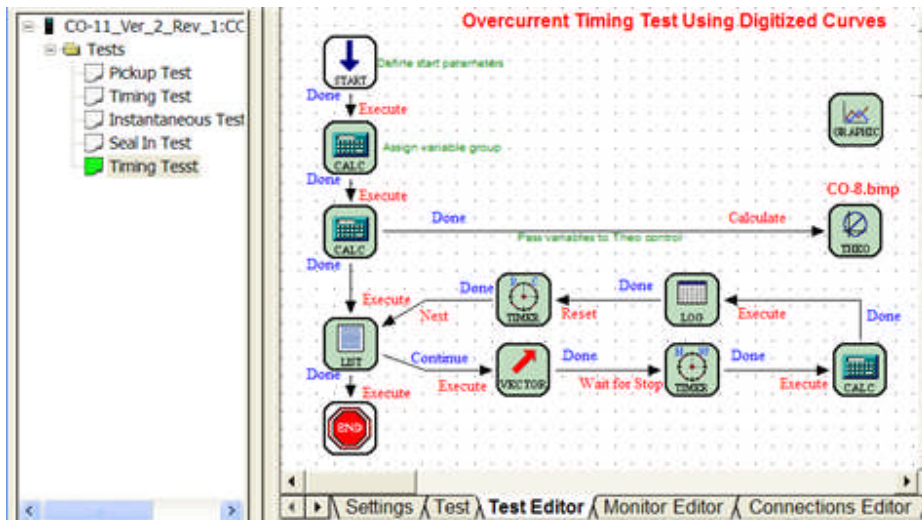 CO-11_Ver_2_Rev_1:CC
Tests
Pickup Test
Timing Test
Instantaneous Test
Seal In Test
Timing Tesst
Overcurrent Timing Test Using Digitized Curves
START
Define start parameters
Done
Execute
GRAPHIC
CALC
Assign variable group
Done
Execute
CO-8.bmp
CALC
Done
Calculate
Pass variables to Theo control
THEO
Done
Execute
Next
Done
TIMER
Reset
Done
LOG
Execute
Done
LIST
Continue
Execute
VECTOR
Done
Wait for Stop
TIMER
Done
Execute
CALC
Done
Execute
END
Settings
Test
Test Editor
Monitor Editor
Connections Editor